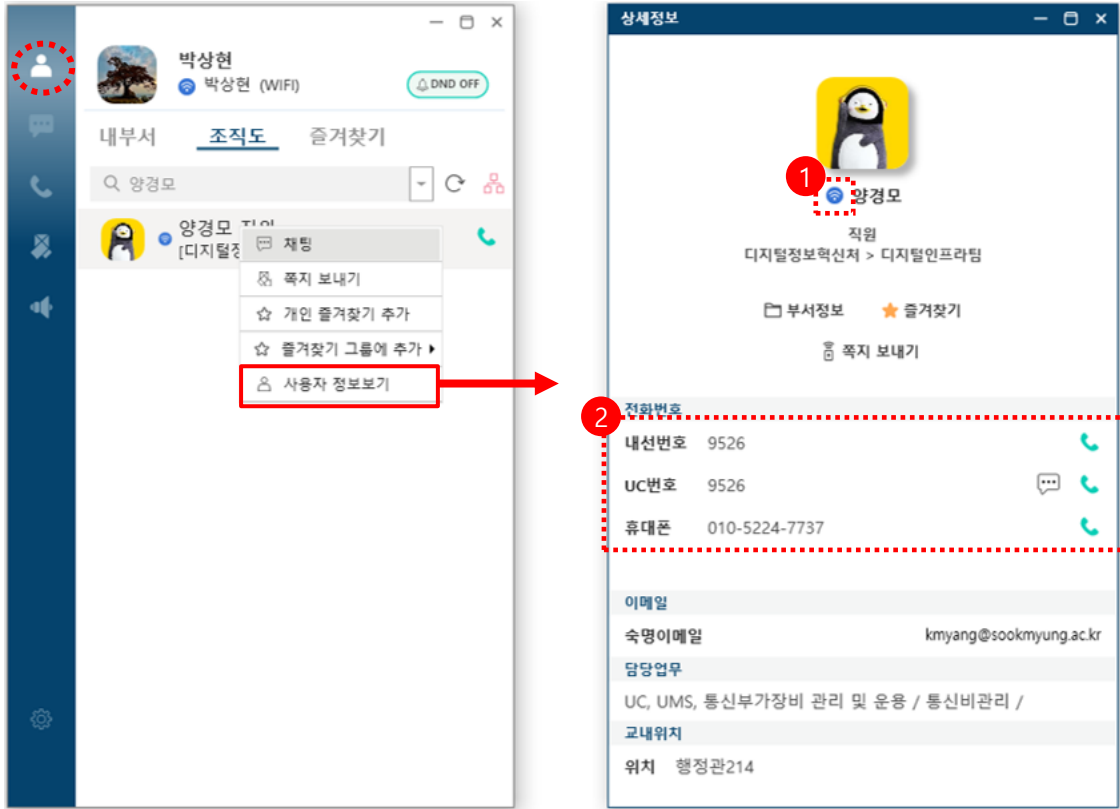 박상현
박상현 (WIFI)
DND OFF
내부서 조직도 즐겨찾기
양경모
양경모
[디지털정
채팅
쪽지 보내기
개인 즐겨찾기 추가
즐겨찾기 그룹에 추가
사용자 정보보기
상세정보
1
양경모
직원
디지털정보혁신처 > 디지털인프라팀
부서정보 즐겨찾기
쪽지 보내기
2
전화번호
내선번호 9526
UC번호 9526
휴대폰 010-5224-7737
이메일
숙명이메일 kmyang@sookmyung.ac.kr
담당업무
UC, UMS, 통신부가장비 관리 및 운용 / 통신비관리 /
교내위치
위치 행정관214